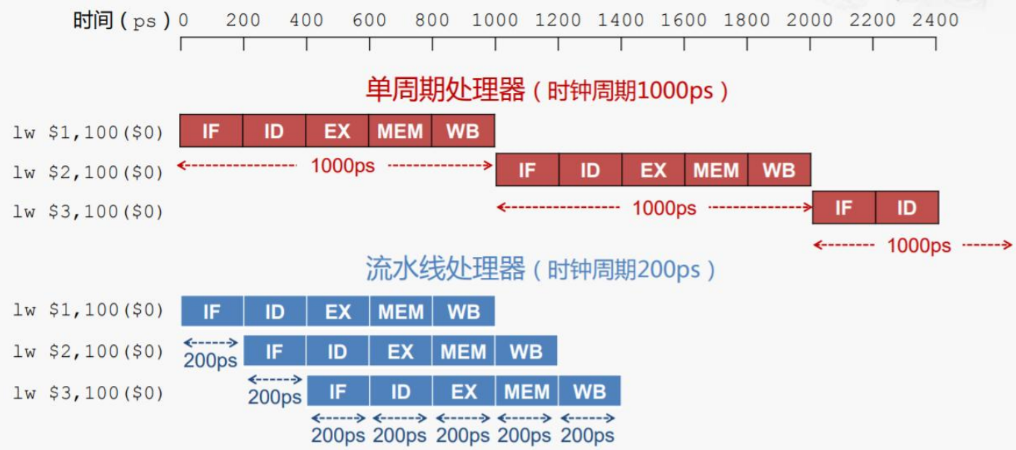 时间(ps) 0 200 400 600 800 1000 1200 1400 1600 1800 2000 2200 2400
单周期处理器(时钟周期1000ps)
lw $1,100($0) IF ID EX MEM WB
1000ps
lw $2,100($0) IF ID EX MEM WB
1000ps
lw $3,100($0) IF ID
1000ps
流水线处理器(时钟周期200ps)
lw $1,100($0) IF ID EX MEM WB
200ps
lw $2,100($0) IF ID EX MEM WB
200ps
lw $3,100($0) IF ID EX MEM WB
200ps 200ps 200ps 200ps 200ps